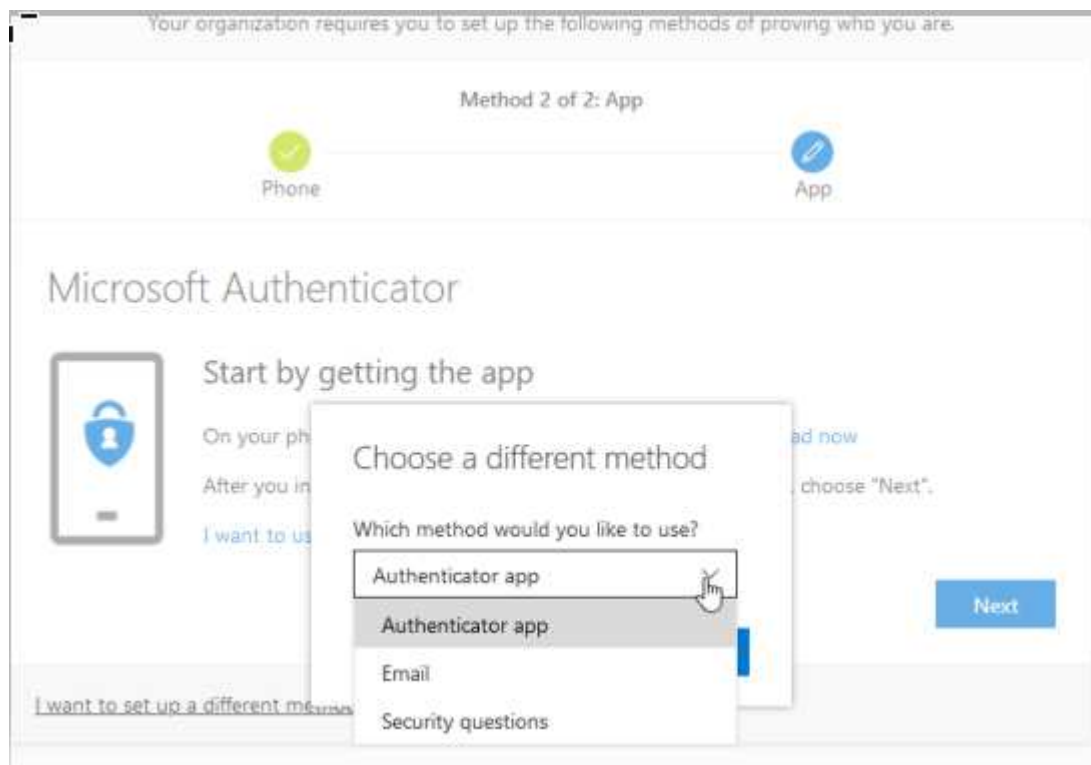 Your organization requires you to set up the following methods of proving who you are.
Method 2 of 2: App
Phone
App
Microsoft Authenticator
Start by getting the app
On your ph
ad now
After you in
choose "Next".
I want to us
Choose a different method
Which method would you like to use?
Authenticator app
Authenticator app
Email
Security questions
Next
I want to set up a different